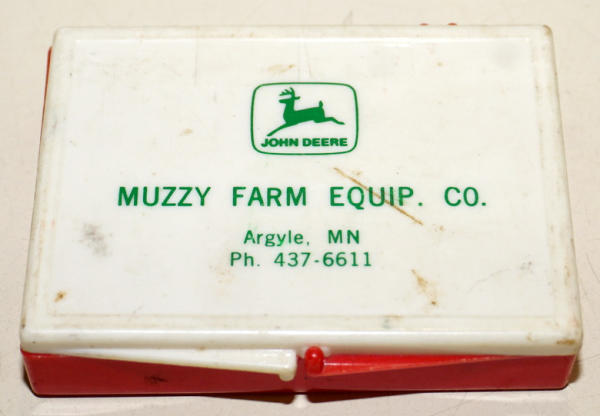 JOHN DEERE
MUZZY FARM EQUIP. CO.
Argyle, MN
Ph. 437-6611